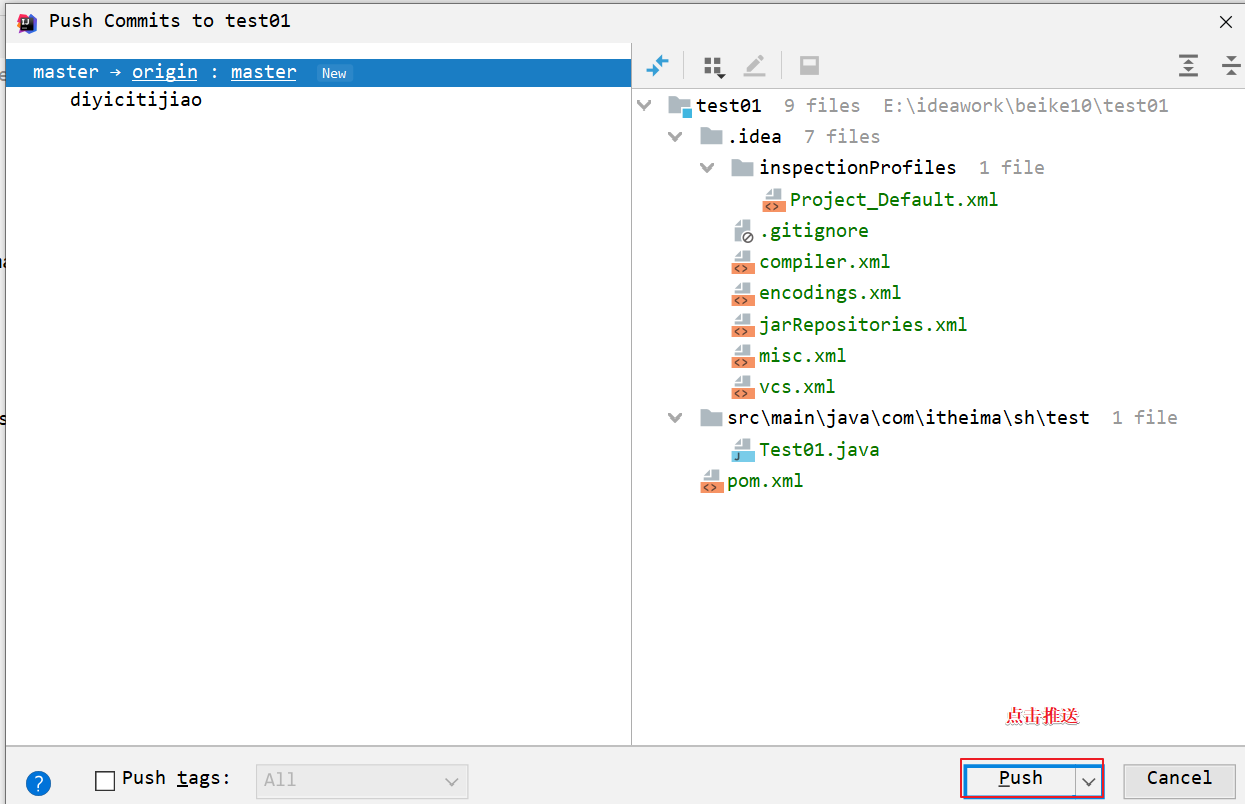 Push Commits to test01
master → origin : master New
diyicitijiao
test01 9 files E:\ideawork\beike10\test01
.idea 7 files
inspectionProfiles 1 file
Project_Default.xml
.gitignore
compiler.xml
encodings.xml
jarRepositories.xml
misc.xml
vcs.xml
src\main\java\com\itheima\sh\test 1 file
Test01.java
pom.xml
点击推送
? Push tags: All
Push
Cancel